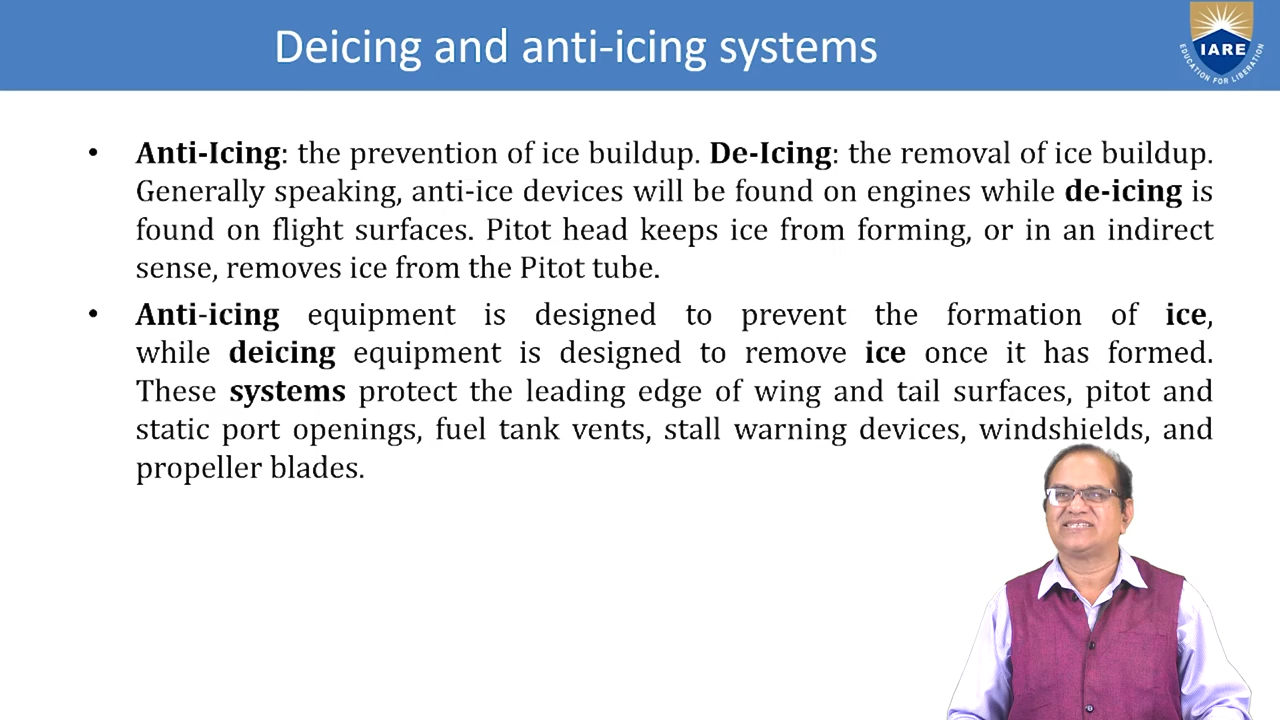 Deicing and anti-icing systems
IARE
EDUCATION FOR LIBERATION
• Anti-Icing: the prevention of ice buildup. De-Icing: the removal of ice buildup.
Generally speaking, anti-ice devices will be found on engines while de-icing is
found on flight surfaces. Pitot head keeps ice from forming, or in an indirect
sense, removes ice from the Pitot tube.
• Anti-icing equipment is designed to prevent the formation of ice,
while deicing equipment is designed to remove ice once it has formed.
These systems protect the leading edge of wing and tail surfaces, pitot and
static port openings, fuel tank vents, stall warning devices, windshields, and
propeller blades.